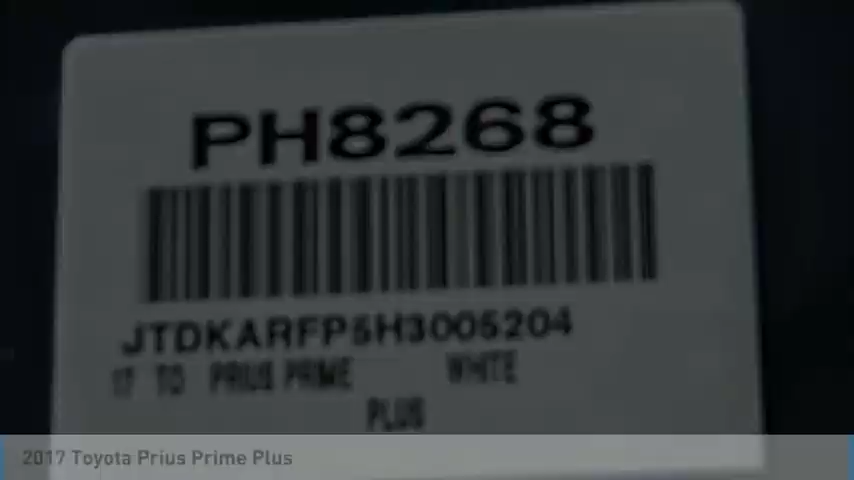 PH8268
JTDKARFP5H3005204
17 TO PRIUS PRIME WHITE
PLUS
2017 Toyota Prius Prime Plus